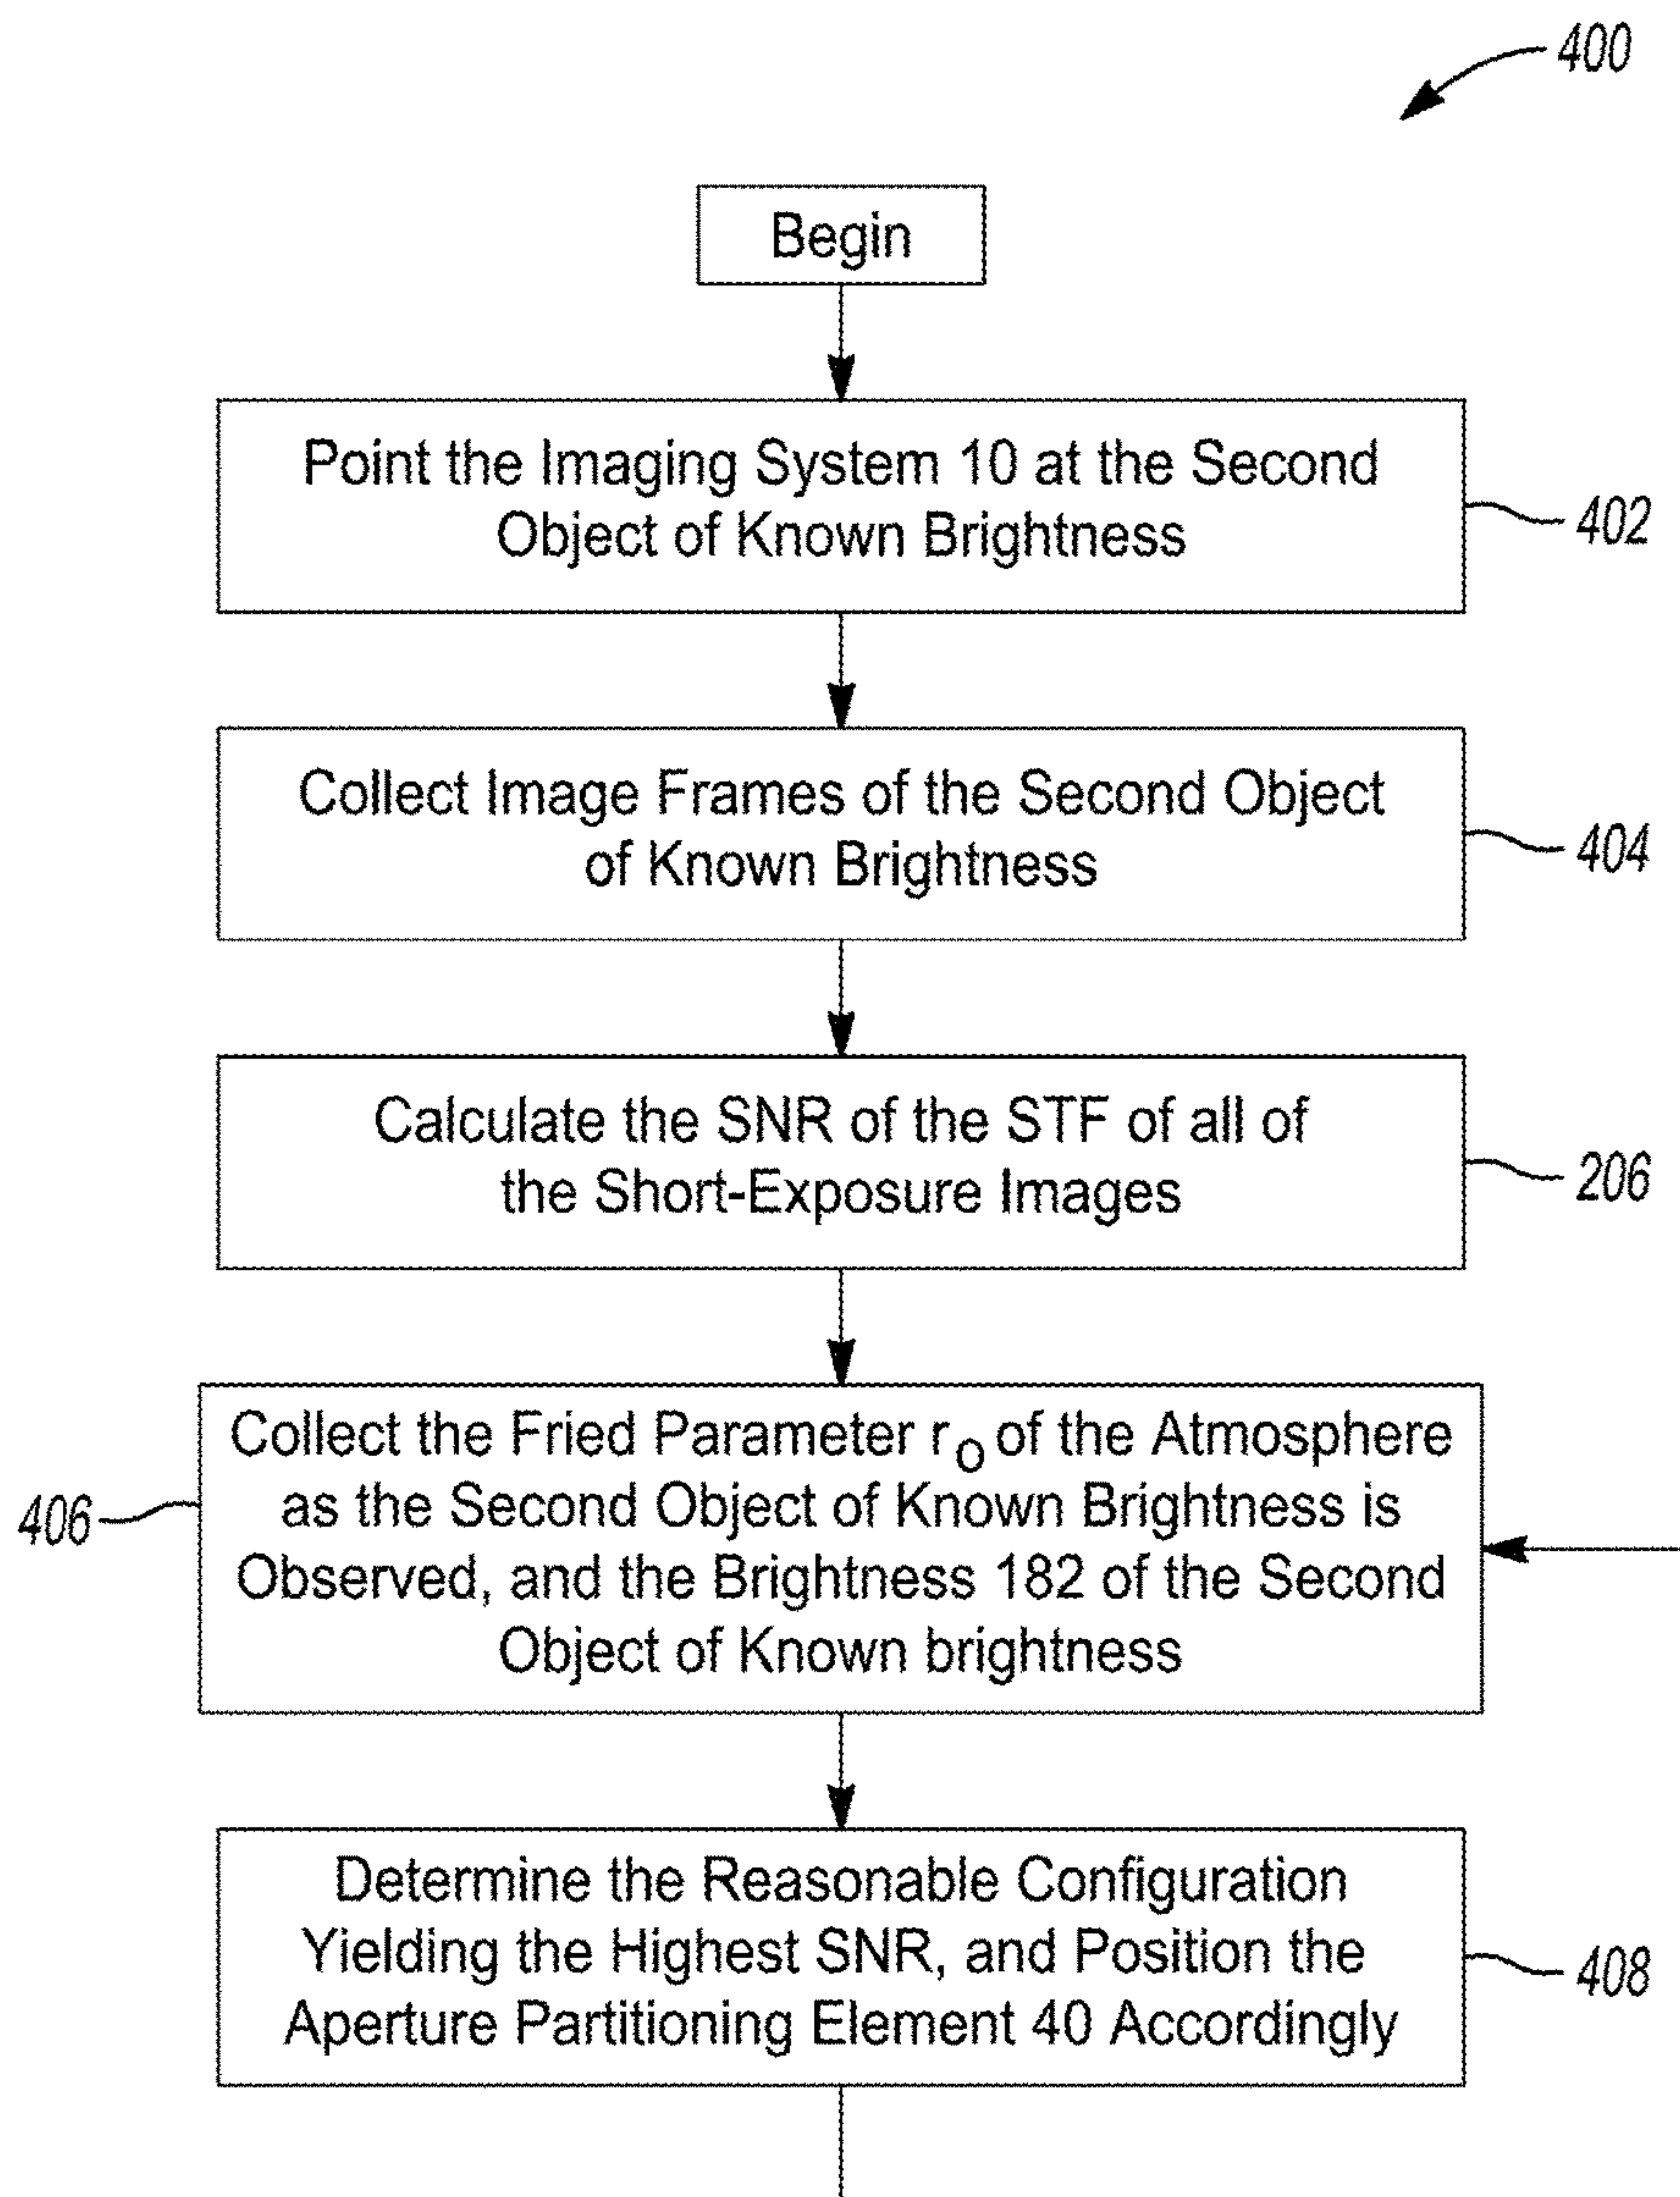 400
Begin
Point the Imaging System 10 at the Second
Object of Known Brightness
402
Collect Image Frames of the Second Object
of Known Brightness
404
Calculate the SNR of the STF of all of
the Short-Exposure Images
206
Collect the Fried Parameter ro of the Atmosphere
as the Second Object of Known Brightness is
Observed, and the Brightness 182 of the Second
Object of Known brightness
406
Determine the Reasonable Configuration
Yielding the Highest SNR, and Position the
Aperture Partitioning Element 40 Accordingly
408